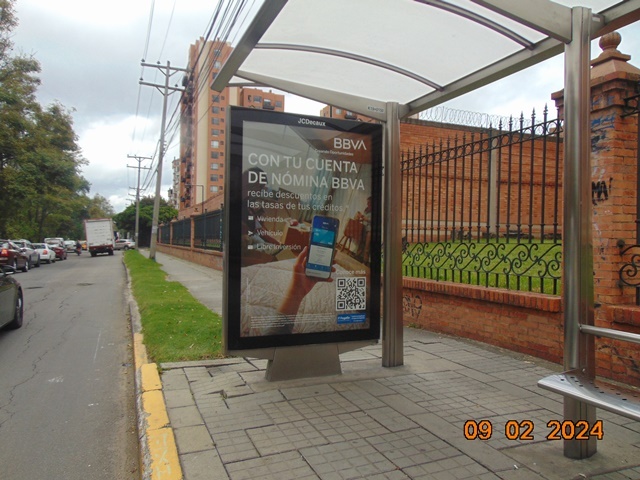 JCDecaux
BBVA
CON TU CUENTA
DE NÓMINA BBVA
recibe descuentos en
las tasas de tus créditos
Vivienda
Vehículo
Libre Inversión
09 02 2024